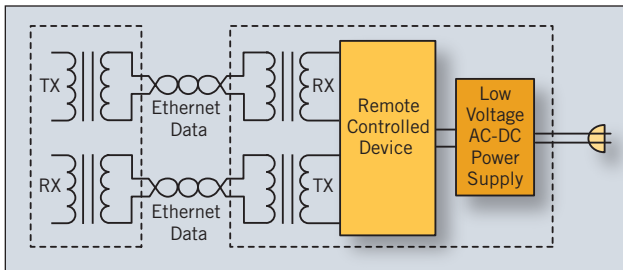 TX
RX
Ethernet
Data
Remote
Controlled
Device
Low
Voltage
AC-DC
Power
Supply
RX
TX
Ethernet
Data